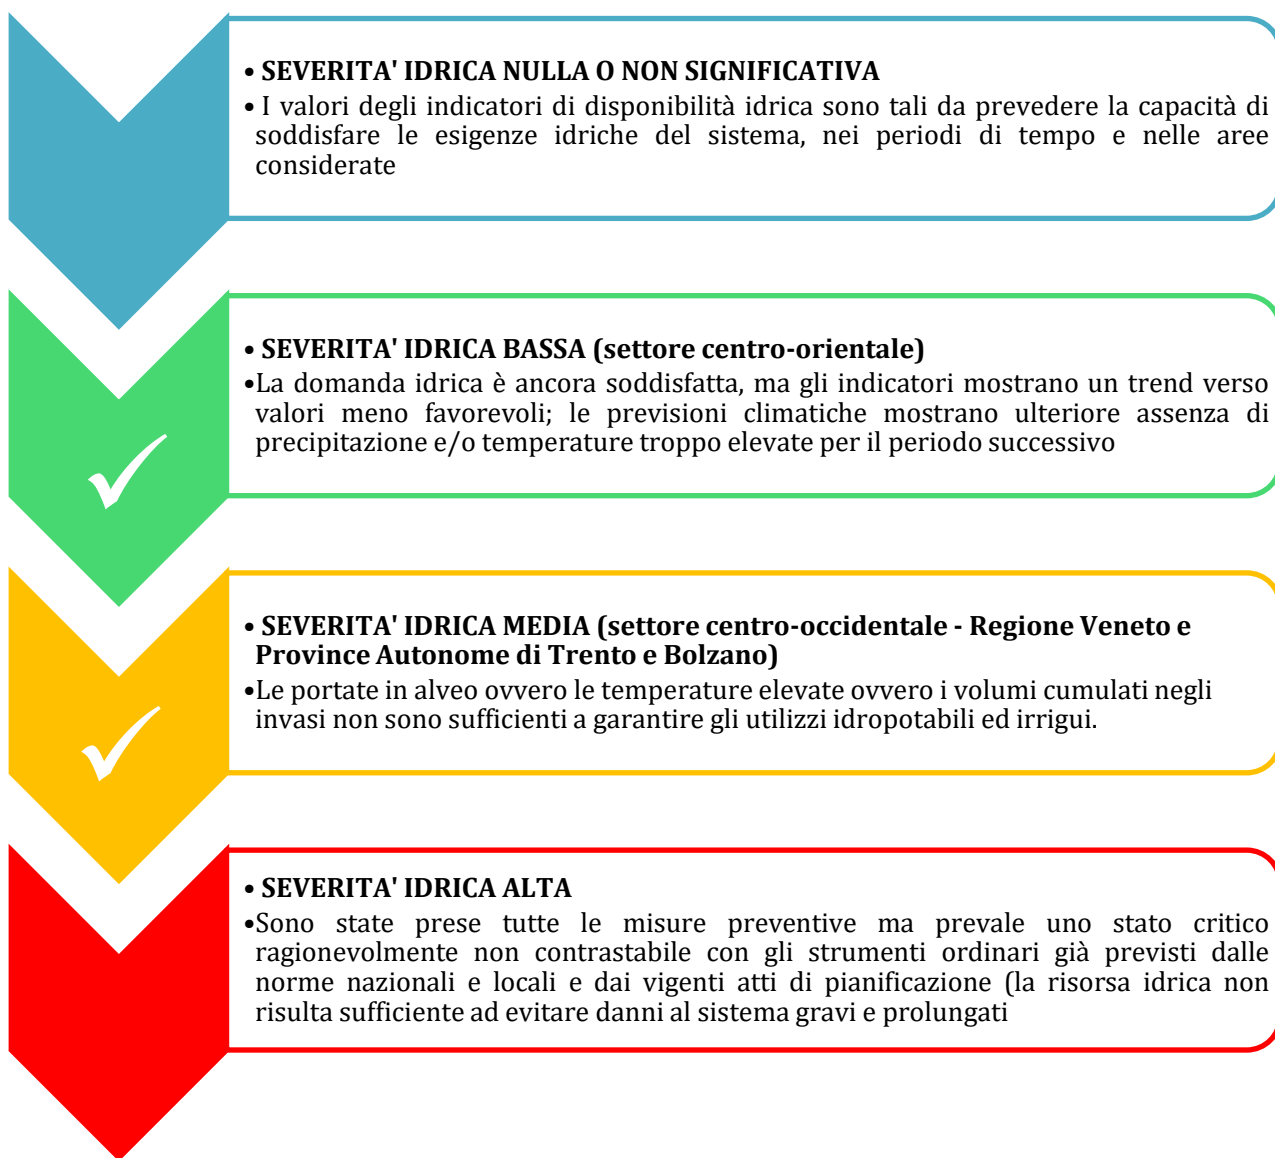 • SEVERITA' IDRICA NULLA O NON SIGNIFICATIVA
• I valori degli indicatori di disponibilità idrica sono tali da prevedere la capacità di
soddisfare le esigenze idriche del sistema, nei periodi di tempo e nelle aree
considerate
• SEVERITA' IDRICA BASSA (settore centro-orientale)
•La domanda idrica è ancora soddisfatta, ma gli indicatori mostrano un trend verso
valori meno favorevoli; le previsioni climatiche mostrano ulteriore assenza di
precipitazione e/o temperature troppo elevate per il periodo successivo
• SEVERITA' IDRICA MEDIA (settore centro-occidentale - Regione Veneto e
Province Autonome di Trento e Bolzano)
•Le portate in alveo ovvero le temperature elevate ovvero i volumi cumulati negli
invasi non sono sufficienti a garantire gli utilizzi idropotabili ed irrigui.
• SEVERITA' IDRICA ALTA
•Sono state prese tutte le misure preventive ma prevale uno stato critico
ragionevolmente non contrastabile con gli strumenti ordinari già previsti dalle
norme nazionali e locali e dai vigenti atti di pianificazione (la risorsa idrica non
risulta sufficiente ad evitare danni al sistema gravi e prolungati